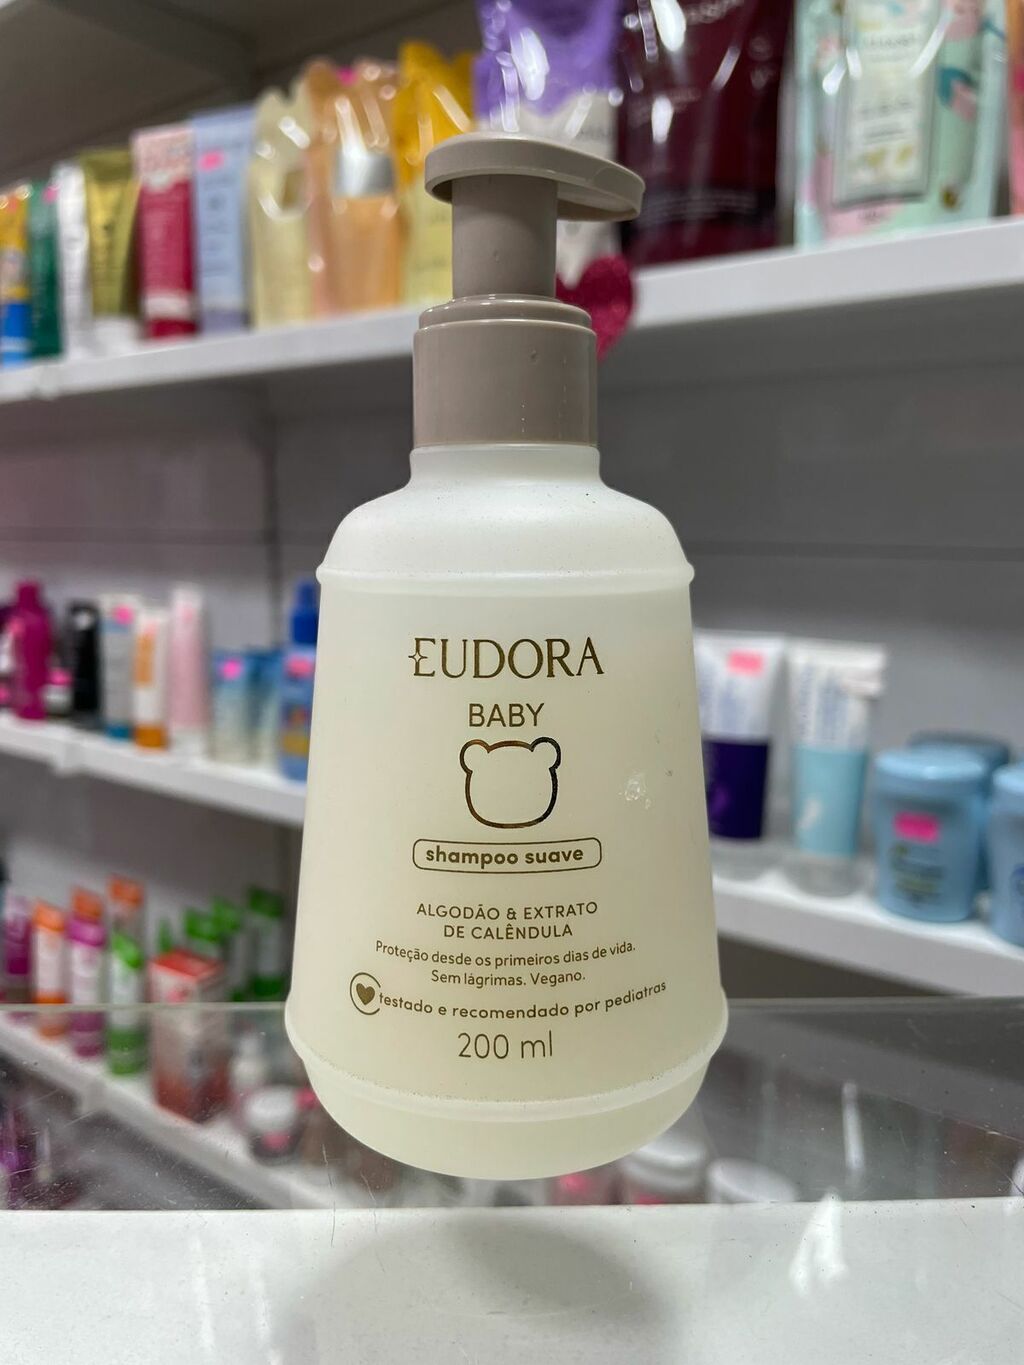 EUDORA
BABY
shampoo suave
ALGODÃO & EXTRATO
DE CALÊNDULA
Proteção desde os primeiros dias de vida.
Sem lágrimas. Vegano.
testado e recomendado por pediatras
200 ml